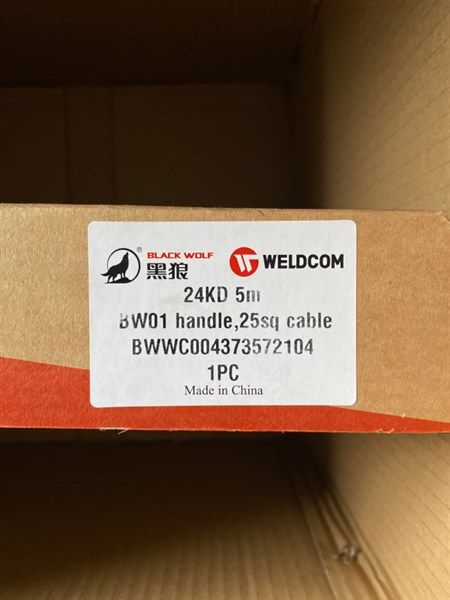 BLACK WOLF
黑狼 ®
WELDCOM
24KD 5m
BW01 handle,25sq cable
BWWC004373572104
1PC
Made in China